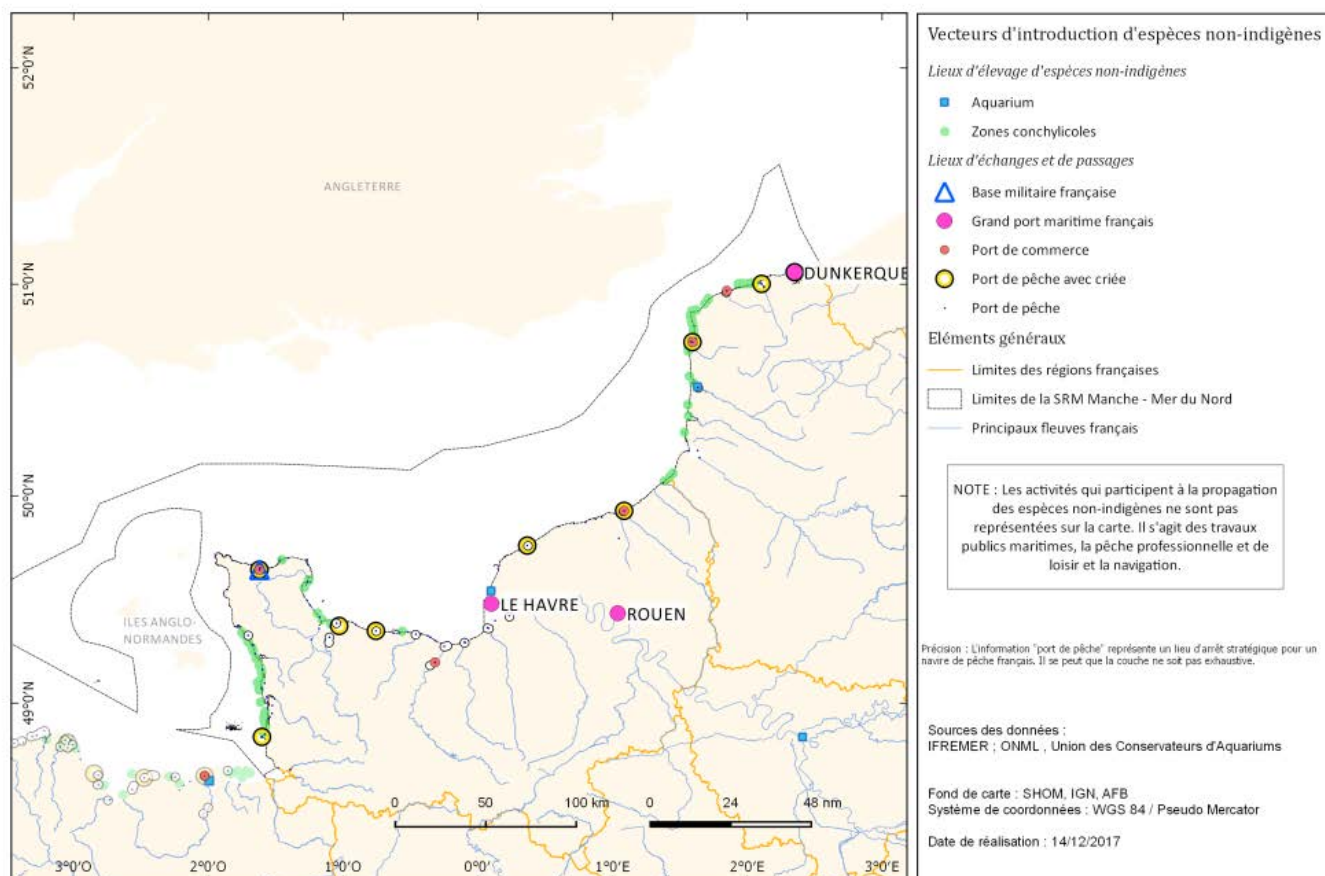 52°0'N
51°0'N
50°0'N
49°0'N
ANGLETERRE
DUNKERQUE
LE HAVRE
ROUEN
ILES ANGLO-
NORMANDES
0 50 100 km
0 24 48 nm
3°0'O 2°0'O 1°0'O 0°0'O 1°0'E 2°0'E 3°0'E
Vecteurs d'introduction d'espèces non-indigènes
Lieux d'élevage d'espèces non-indigènes
Aquarium
Zones conchylicoles
Lieux d'échanges et de passages
Base militaire française
Grand port maritime français
Port de commerce
Port de pêche avec criée
Port de pêche
Eléments généraux
Limites des régions françaises
Limites de la SRM Manche - Mer du Nord
Principaux fleuves français
NOTE : Les activités qui participent à la propagation
des espèces non-indigènes ne sont pas
représentées sur la carte. Il s'agit des travaux
publics maritimes, la pêche professionnelle et de
loisir et la navigation.
Précision : L'information "port de pêche" représente un lieu d'arrêt stratégique pour un
navire de pêche français. Il se peut que la couche ne soit pas exhaustive.
Sources des données :
IFREMER ; ONML , Union des Conservateurs d'Aquariums
Fond de carte : SHOM, IGN, AFB
Système de coordonnées : WGS 84 / Pseudo Mercator
Date de réalisation : 14/12/2017